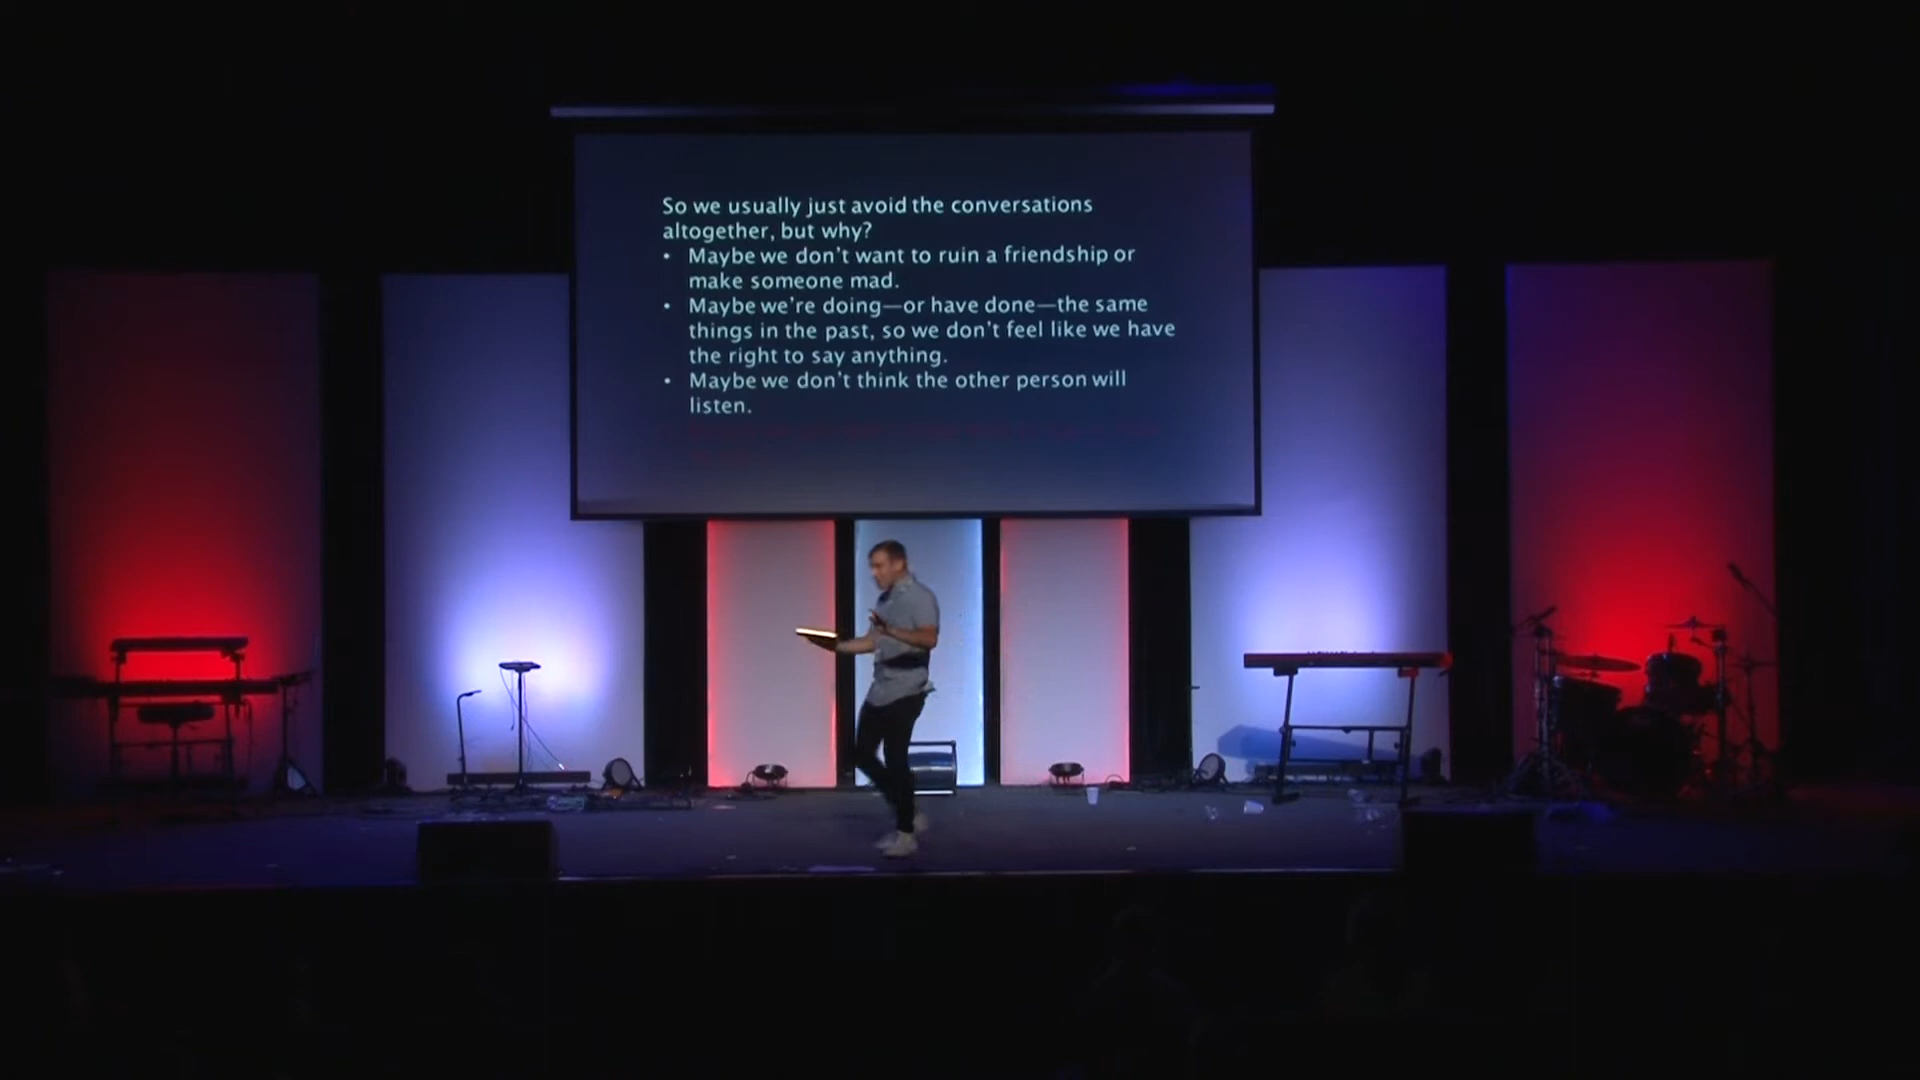 So we usually just avoid the conversations
altogether, but why?
• Maybe we don't want to ruin a friendship or
make someone mad.
• Maybe we're doing—or have done—the same
things in the past, so we don't feel like we have
the right to say anything.
• Maybe we don't think the other person will
listen.